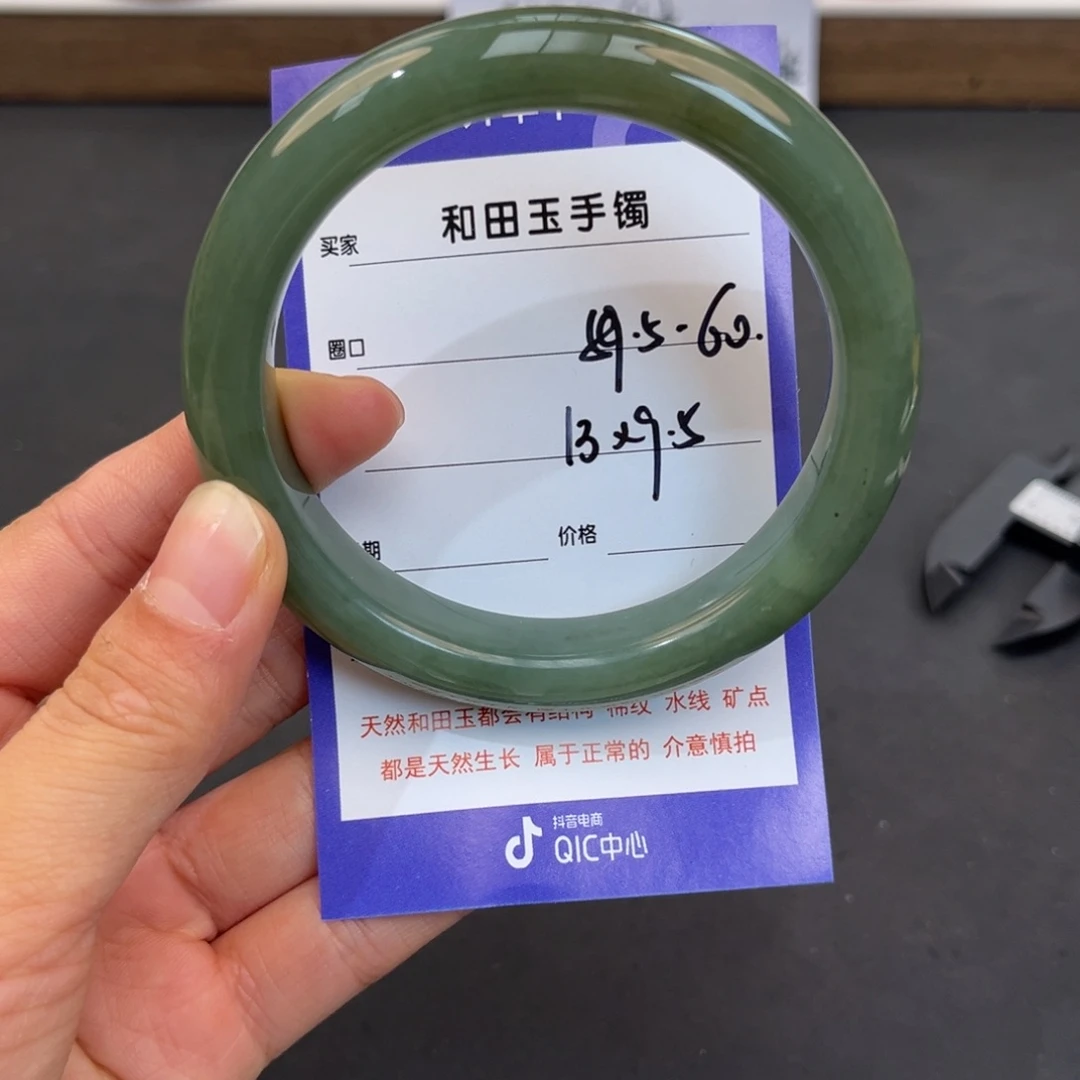 和田玉手镯
买家
圈口 59.5-60.
13x9.5
期 价格
天然和田玉都会有结构 棉纹 水线 矿点
都是天然生长 属于正常的 介意慎拍
抖音电商
QIC中心